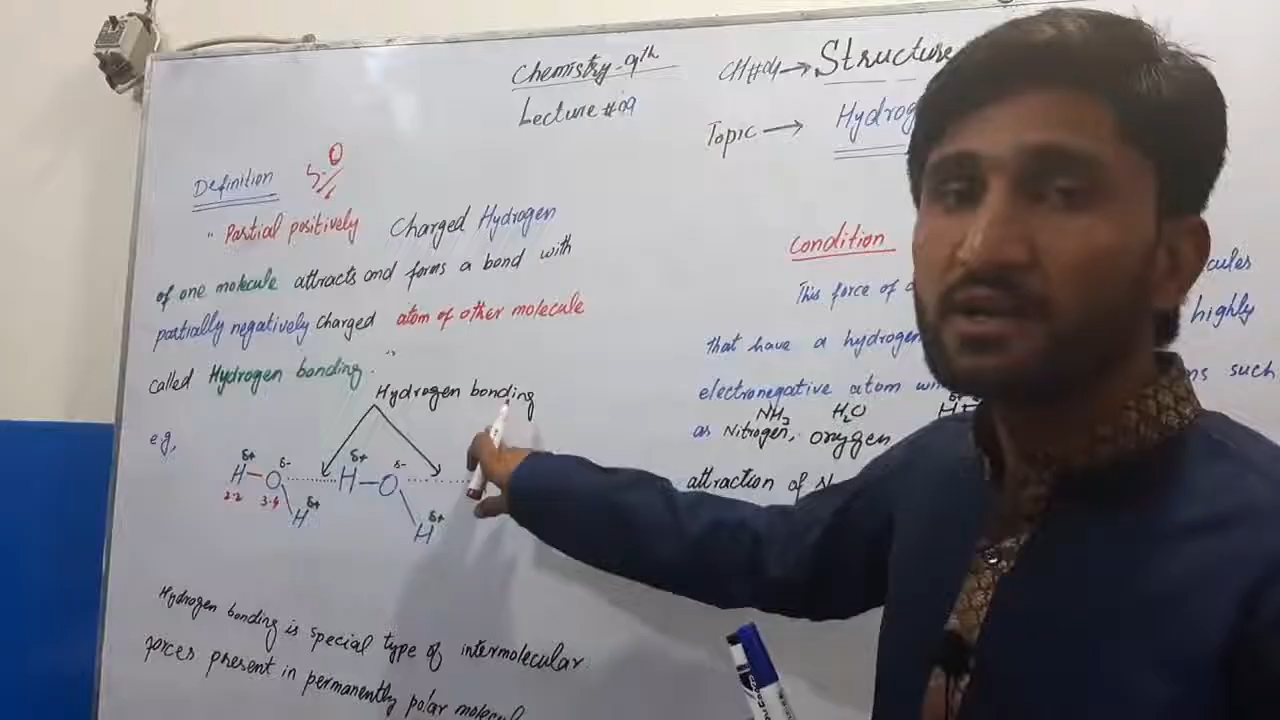 Chemistry-9th
Lecture #09
CH#04→Structure
Topic →
Definition
"Partial positively Charged Hydrogen
of one molecule attracts and forms a bond with
partially negatively charged atom of other molecule
called Hydrogen bonding."
Hydrogen bonding
e.g,
δ+ δ- δ+ δ-
H—O........H—O........
2.2 3.4
δ+ δ+
H H
Hydrogen bonding is special type of intermolecular
forces present in permanently polar
Condition
This force of
that have a hydrogen highly
electronegative atom such
NH3 H2O
as Nitrogen, oxygen
attraction of